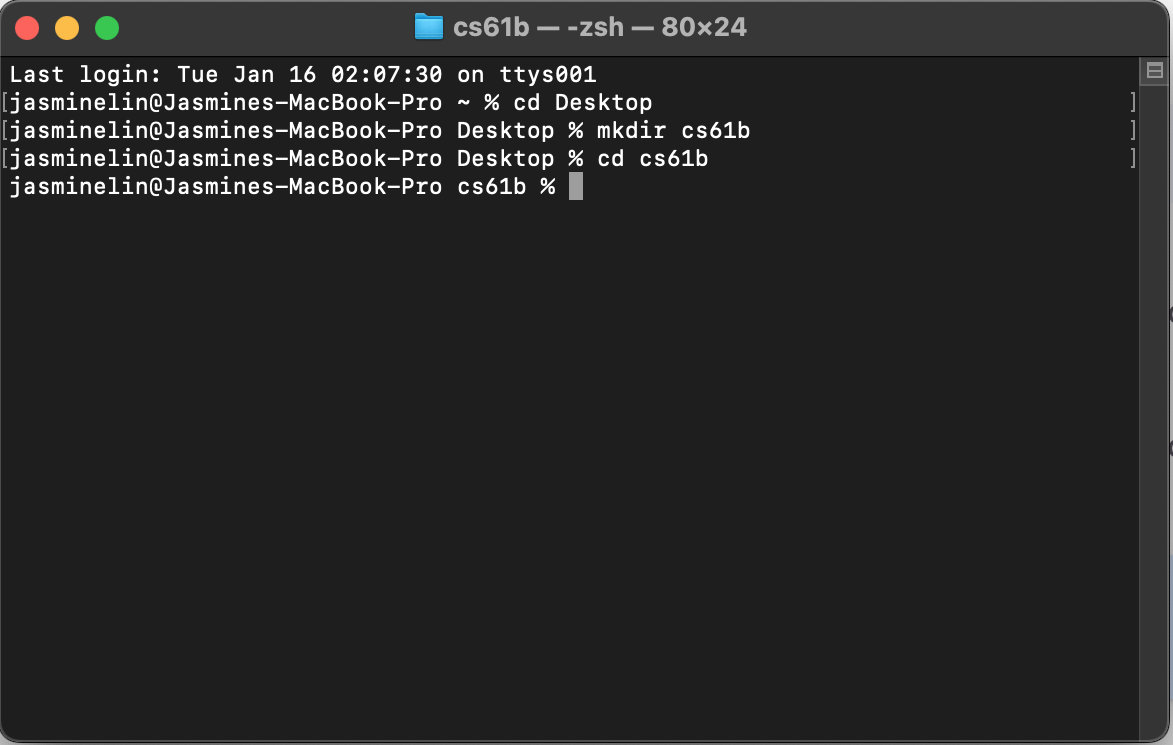 cs61b — -zsh — 80×24
Last login: Tue Jan 16 02:07:30 on ttys001
[jasminelin@Jasmines-MacBook-Pro ~ % cd Desktop ]
[jasminelin@Jasmines-MacBook-Pro Desktop % mkdir cs61b ]
[jasminelin@Jasmines-MacBook-Pro Desktop % cd cs61b ]
jasminelin@Jasmines-MacBook-Pro cs61b %